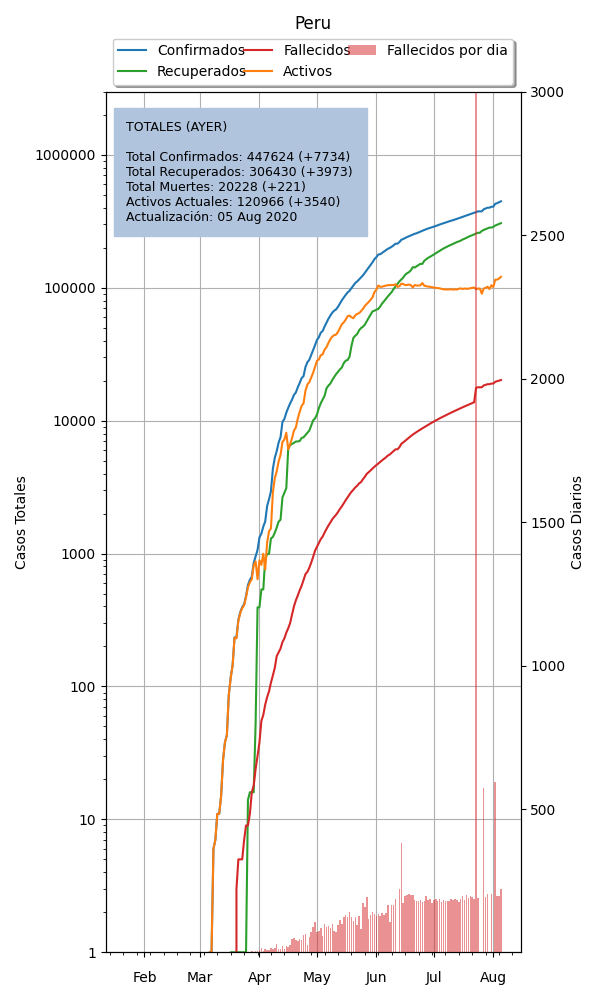 Peru
Confirmados Fallecidos Fallecidos por dia
Recuperados Activos
TOTALES (AYER)
Total Confirmados: 447624 (+7734)
Total Recuperados: 306430 (+3973)
Total Muertes: 20228 (+221)
Activos Actuales: 120966 (+3540)
Actualización: 05 Aug 2020
Casos Totales
1000000
100000
10000
1000
100
10
1
3000
2500
2000
1500
1000
500
Casos Diarios
Feb Mar Apr May Jun Jul Aug